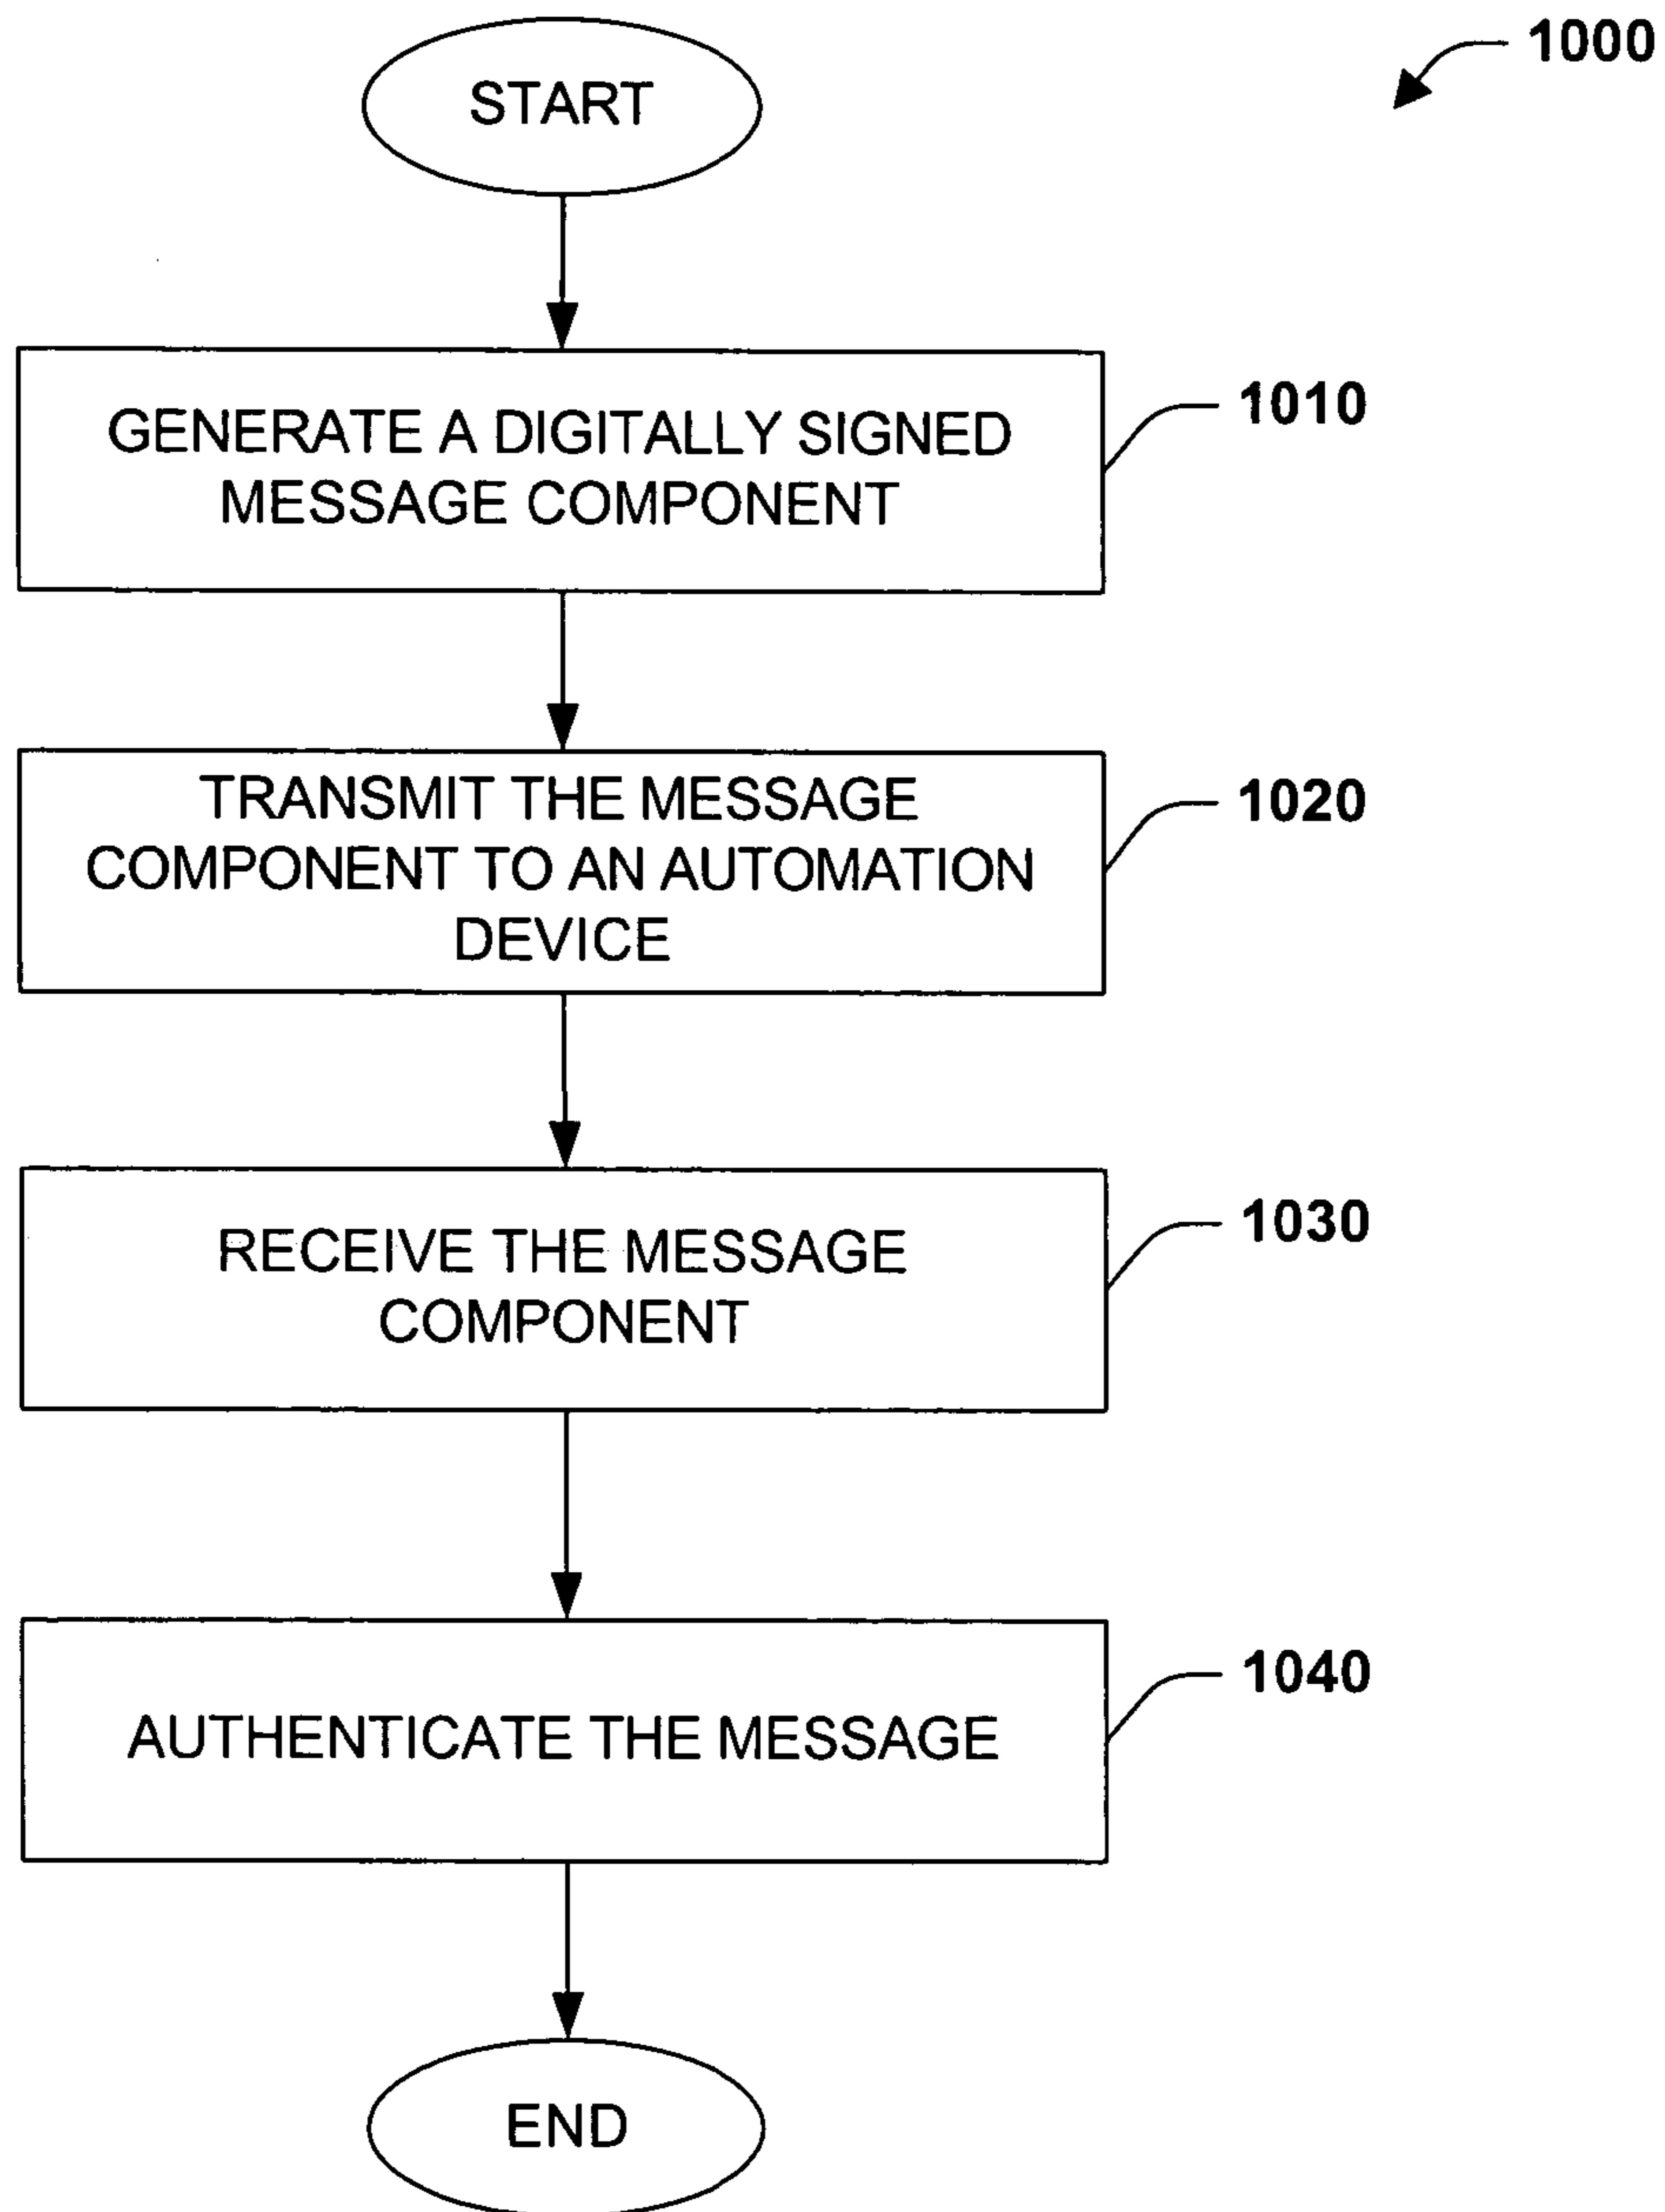 1000
START
GENERATE A DIGITALLY SIGNED
MESSAGE COMPONENT
1010
TRANSMIT THE MESSAGE
COMPONENT TO AN AUTOMATION
DEVICE
1020
RECEIVE THE MESSAGE
COMPONENT
1030
AUTHENTICATE THE MESSAGE
1040
END